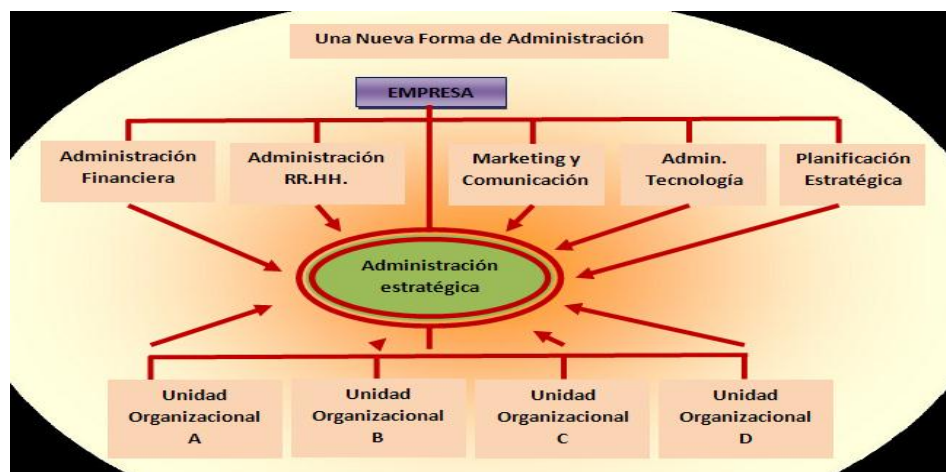 Una Nueva Forma de Administración
EMPRESA
Administración
Financiera
Administración
RR.HH.
Marketing y
Comunicación
Admin.
Tecnología
Planificación
Estratégica
Administración
estratégica
Unidad
Organizacional
A
Unidad
Organizacional
B
Unidad
Organizacional
C
Unidad
Organizacional
D